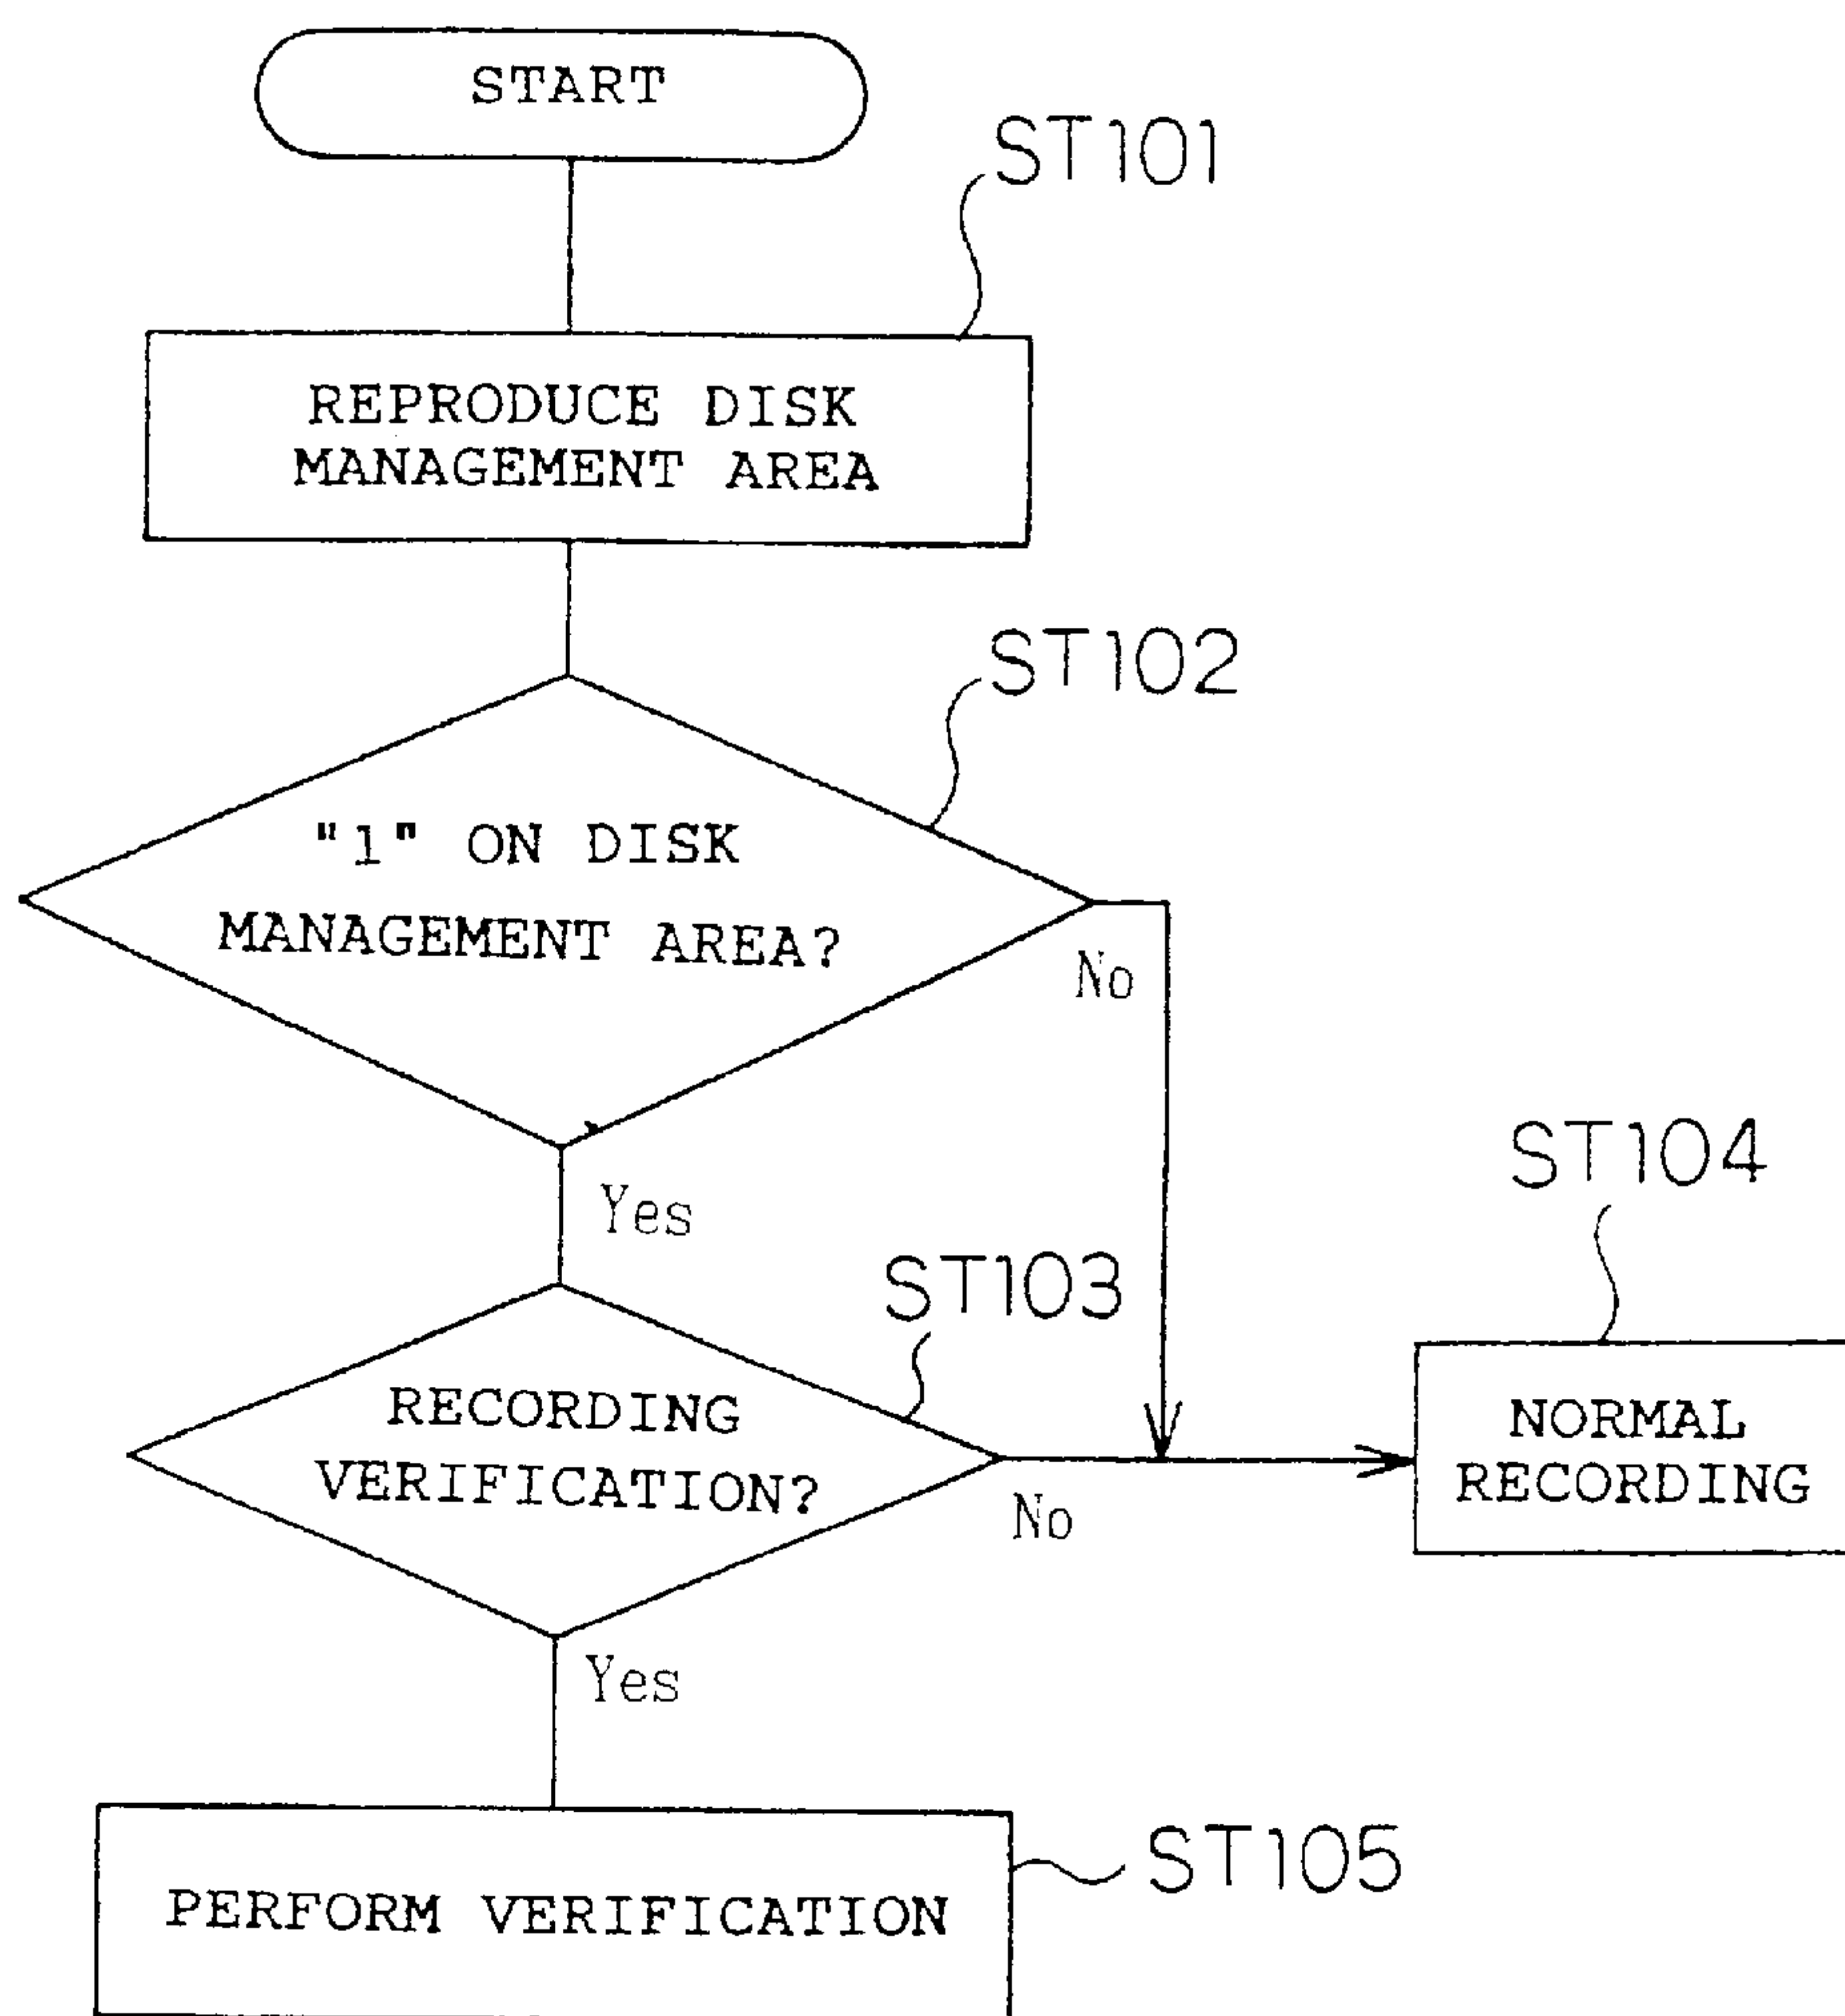 START
ST101
REPRODUCE DISK
MANAGEMENT AREA
ST102
"1" ON DISK
MANAGEMENT AREA?
No
Yes
ST103
ST104
RECORDING
VERIFICATION?
No
NORMAL
RECORDING
Yes
ST105
PERFORM VERIFICATION